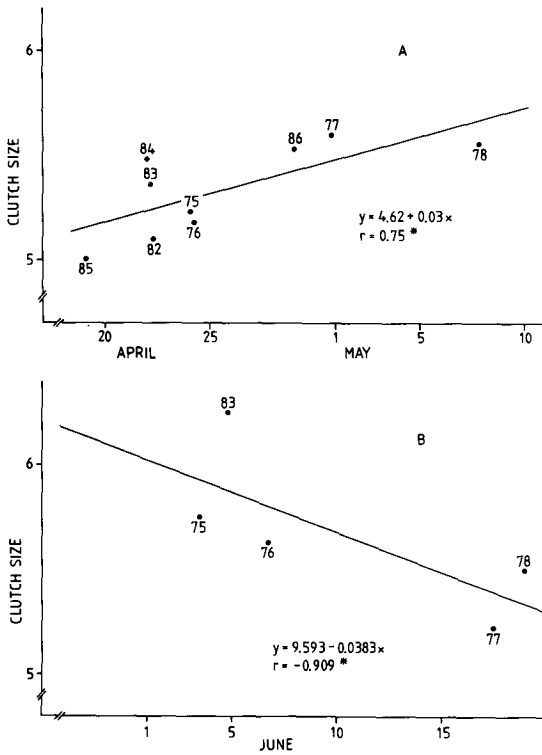 A
6
5
CLUTCH SIZE
84
83
86
77
78
75
76
82
85
y = 4.62 + 0.03x
r = 0.75 *
20
25
1
5
10
APRIL
MAY
B
6
5
CLUTCH SIZE
83
75
76
78
77
y = 9.593 - 0.0383x
r = -0.909 *
1
5
10
15
JUNE